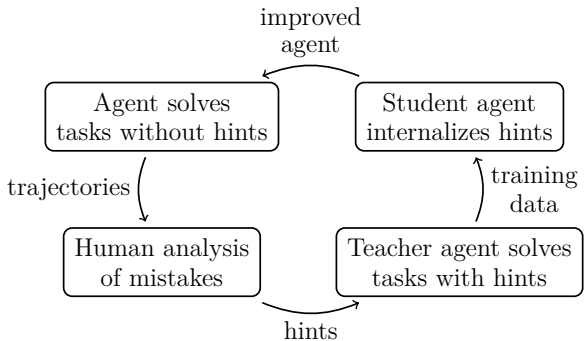 improved
agent
Agent solves
tasks without hints
Student agent
internalizes hints
trajectories
training
data
Human analysis
of mistakes
Teacher agent solves
tasks with hints
hints